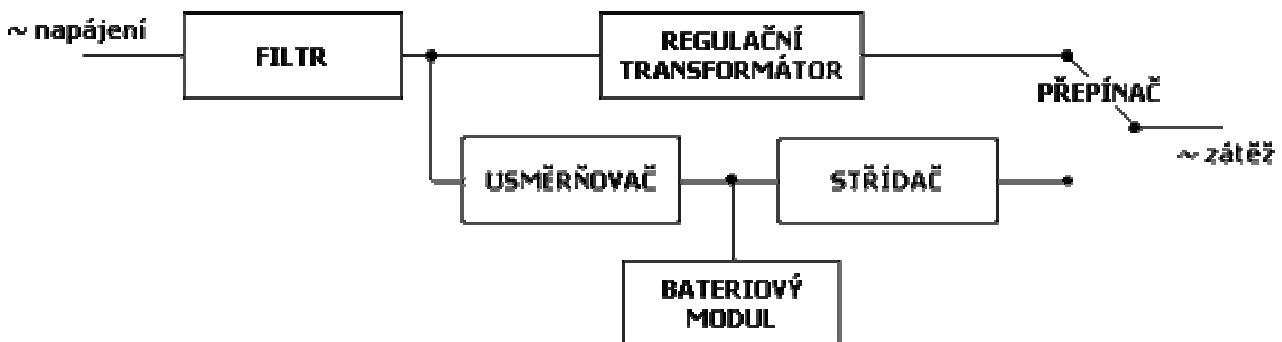 ~ napájení
FILTR
REGULAČNÍ
TRANSFORMÁTOR
PŘEPÍNAČ
~ zátěž
USMĚRŇOVAČ
STŘÍDAČ
BATERIOVÝ
MODUL